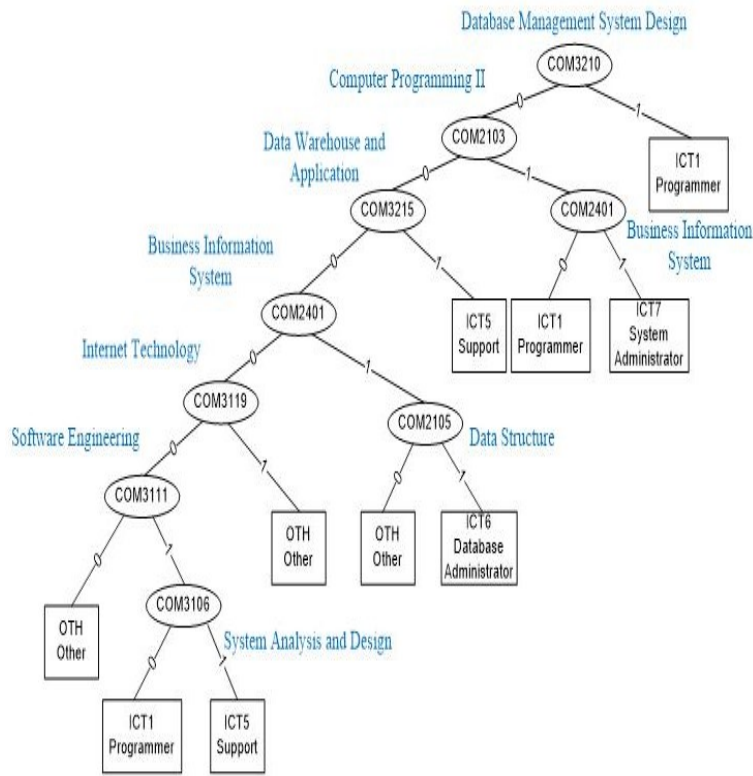 Database Management System Design
COM3210
Computer Programming II
0
1
COM2103
ICT1
Programmer
Data Warehouse and
Application
0
1
COM3215
COM2401
Business Information
System
Business Information
System
0
1
0
1
COM2401
ICT5
Support
ICT1
Programmer
ICT7
System
Administrator
Internet Technology
0
1
COM3119
COM2105
Data Structure
Software Engineering
0
1
0
1
COM3111
OTH
Other
OTH
Other
ICT6
Database
Administrator
0
1
COM3106
OTH
Other
System Analysis and Design
0
1
ICT1
Programmer
ICT5
Support